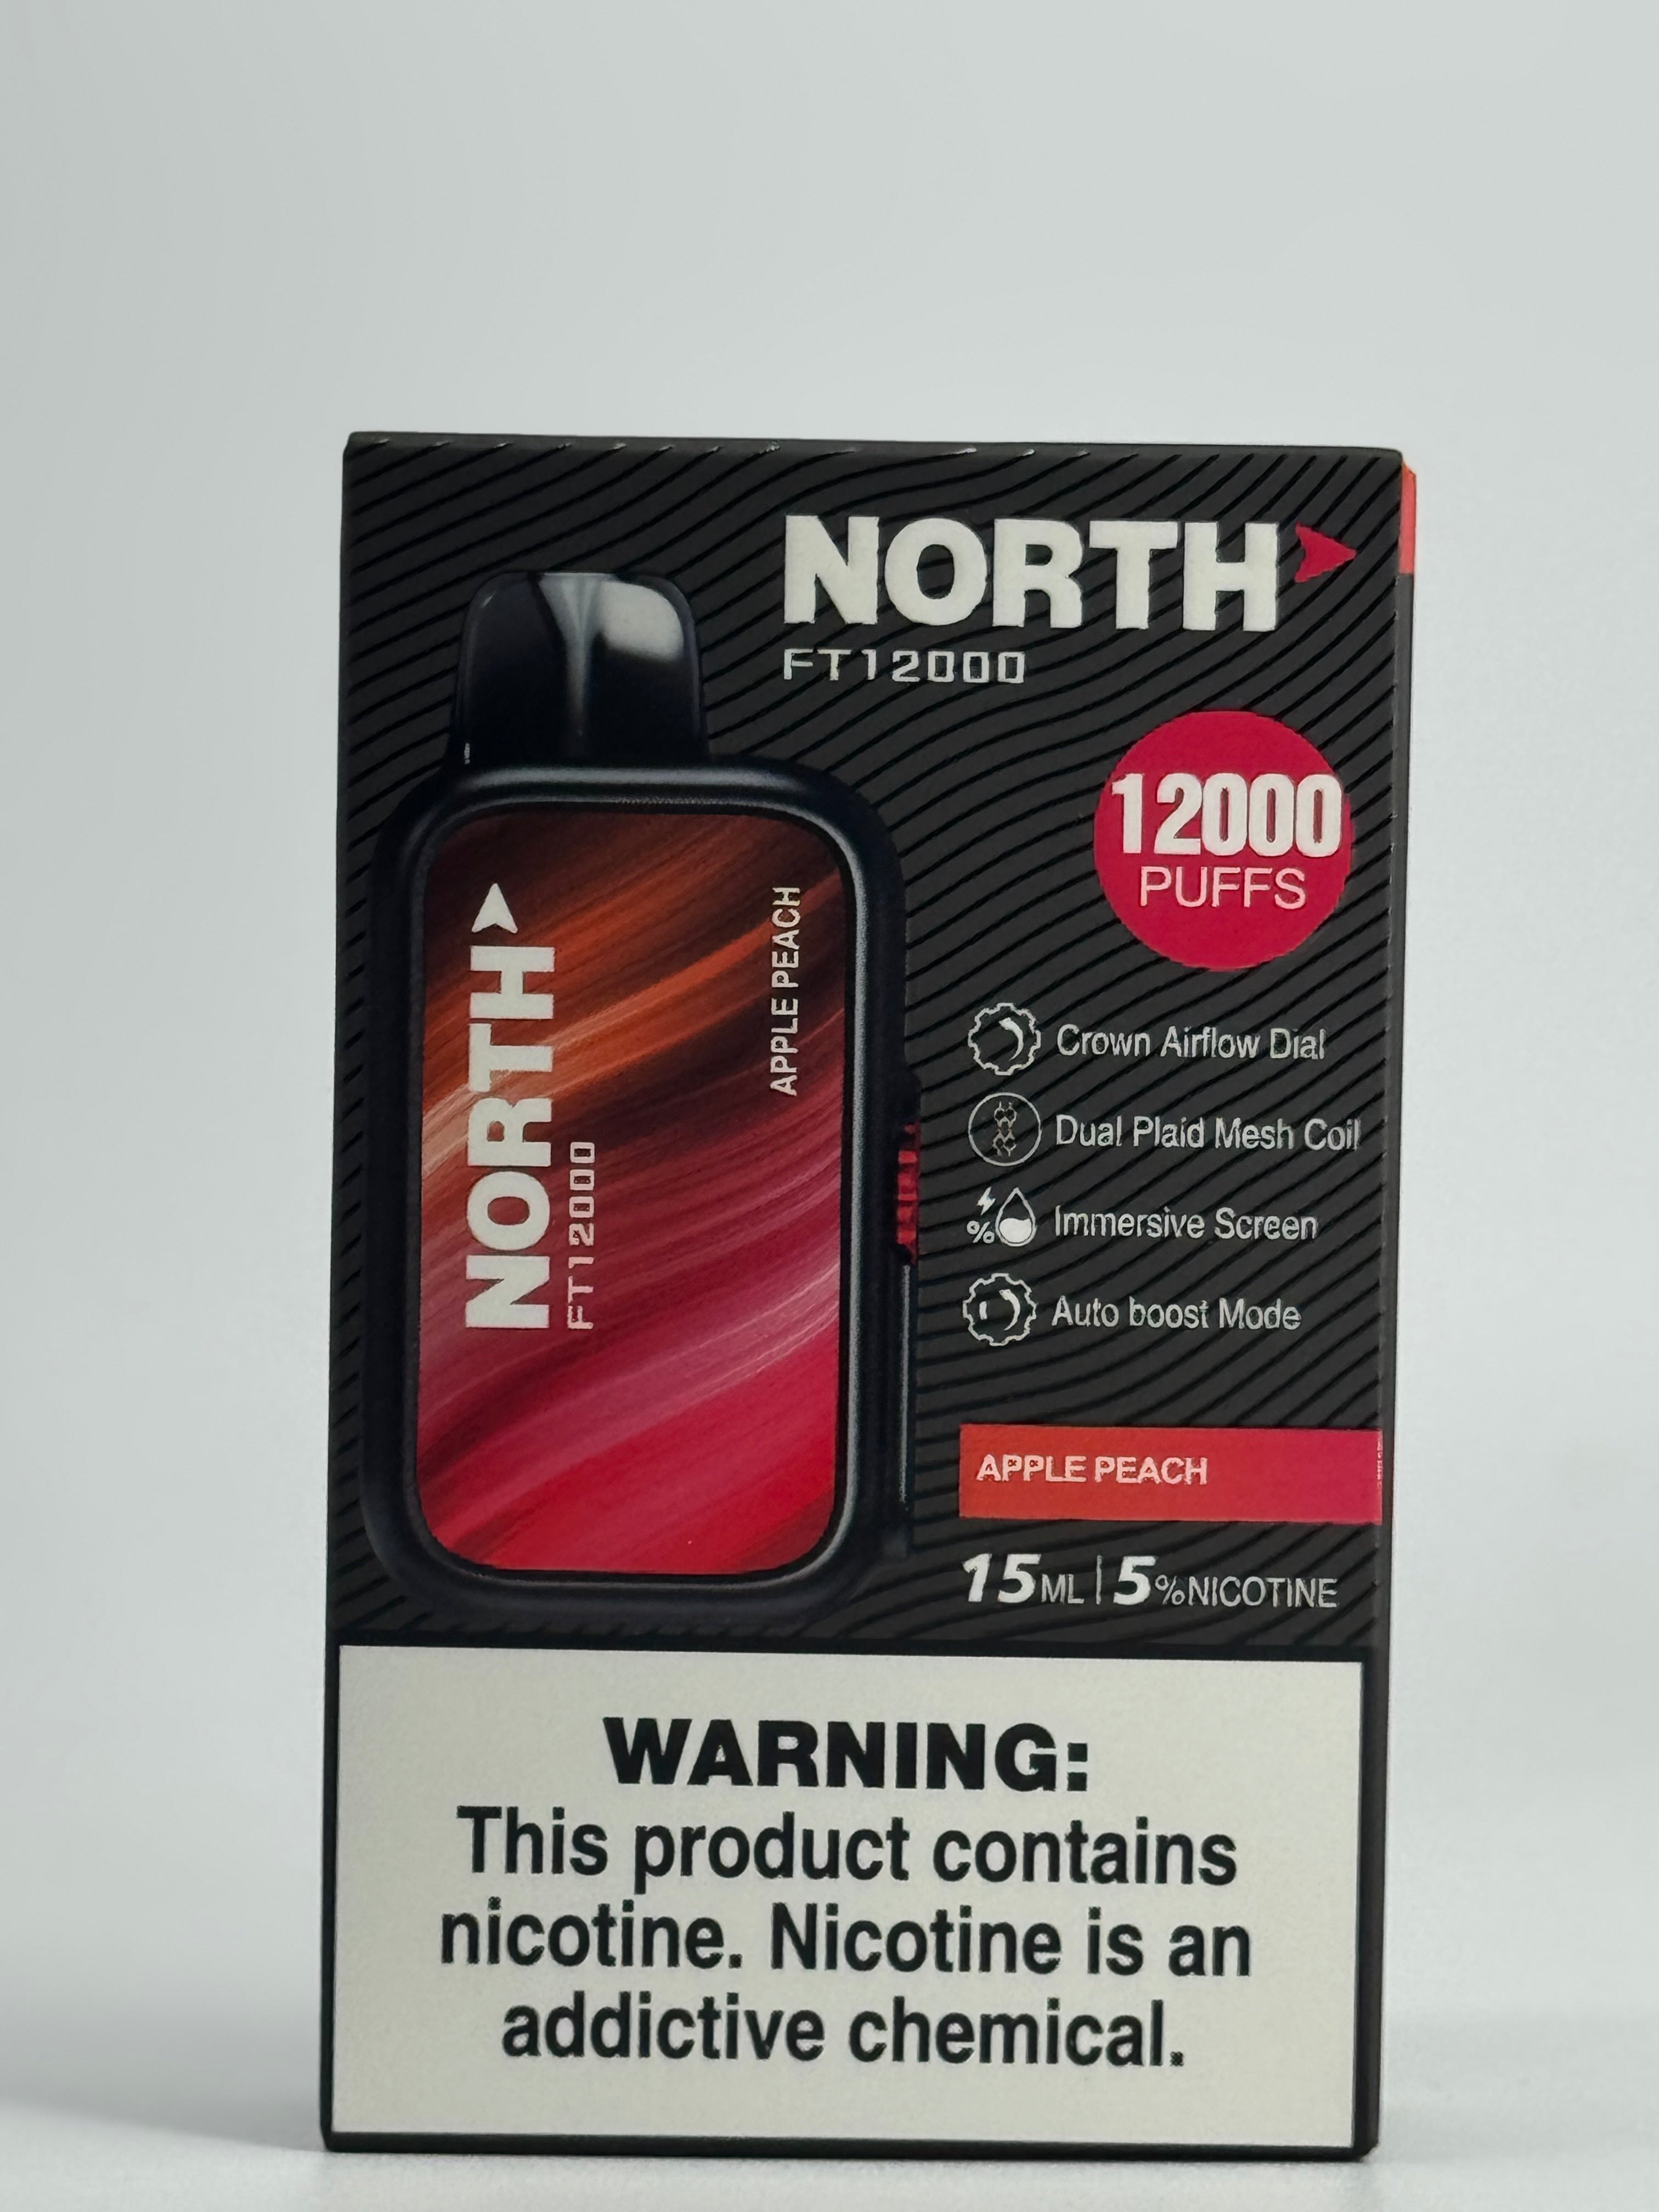 NORTH
FT12000
12000
PUFFS
NORTH
FT12000
APPLE PEACH
Crown Airflow Dial
Dual Plaid Mesh Coil
% Immersive Screen
Auto boost Mode
APPLE PEACH
15ML | 5%NICOTINE
WARNING:
This product contains
nicotine. Nicotine is an
addictive chemical.